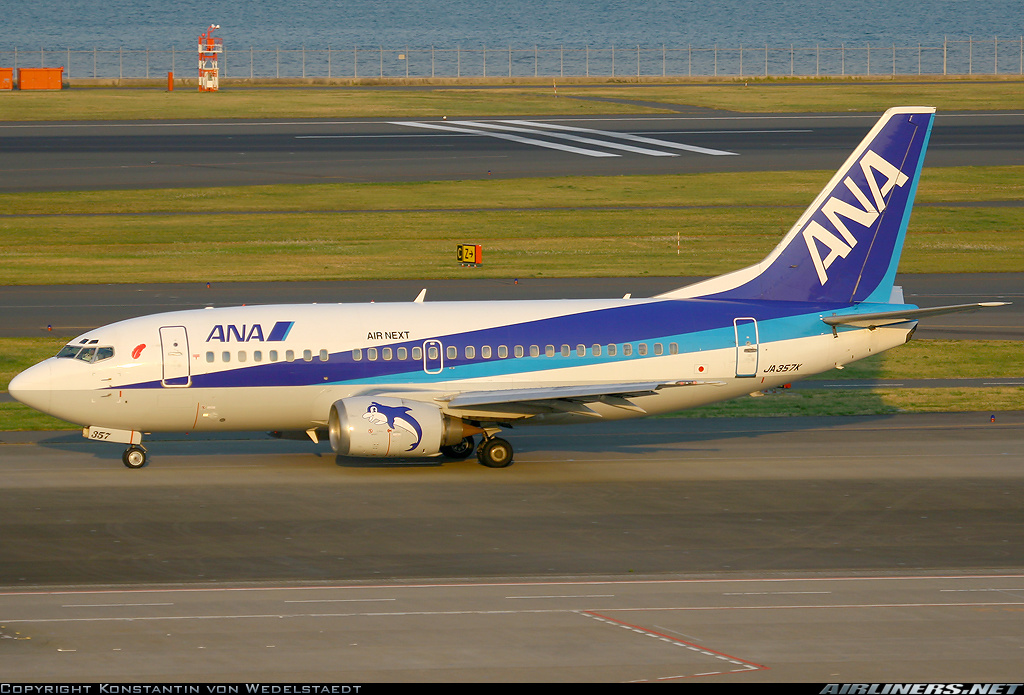 ANA
ANA
AIR NEXT
JA357K
357
C Z→
COPYRIGHT KONSTANTIN VON WEDELSTAEDT
AIRLINERS.NET